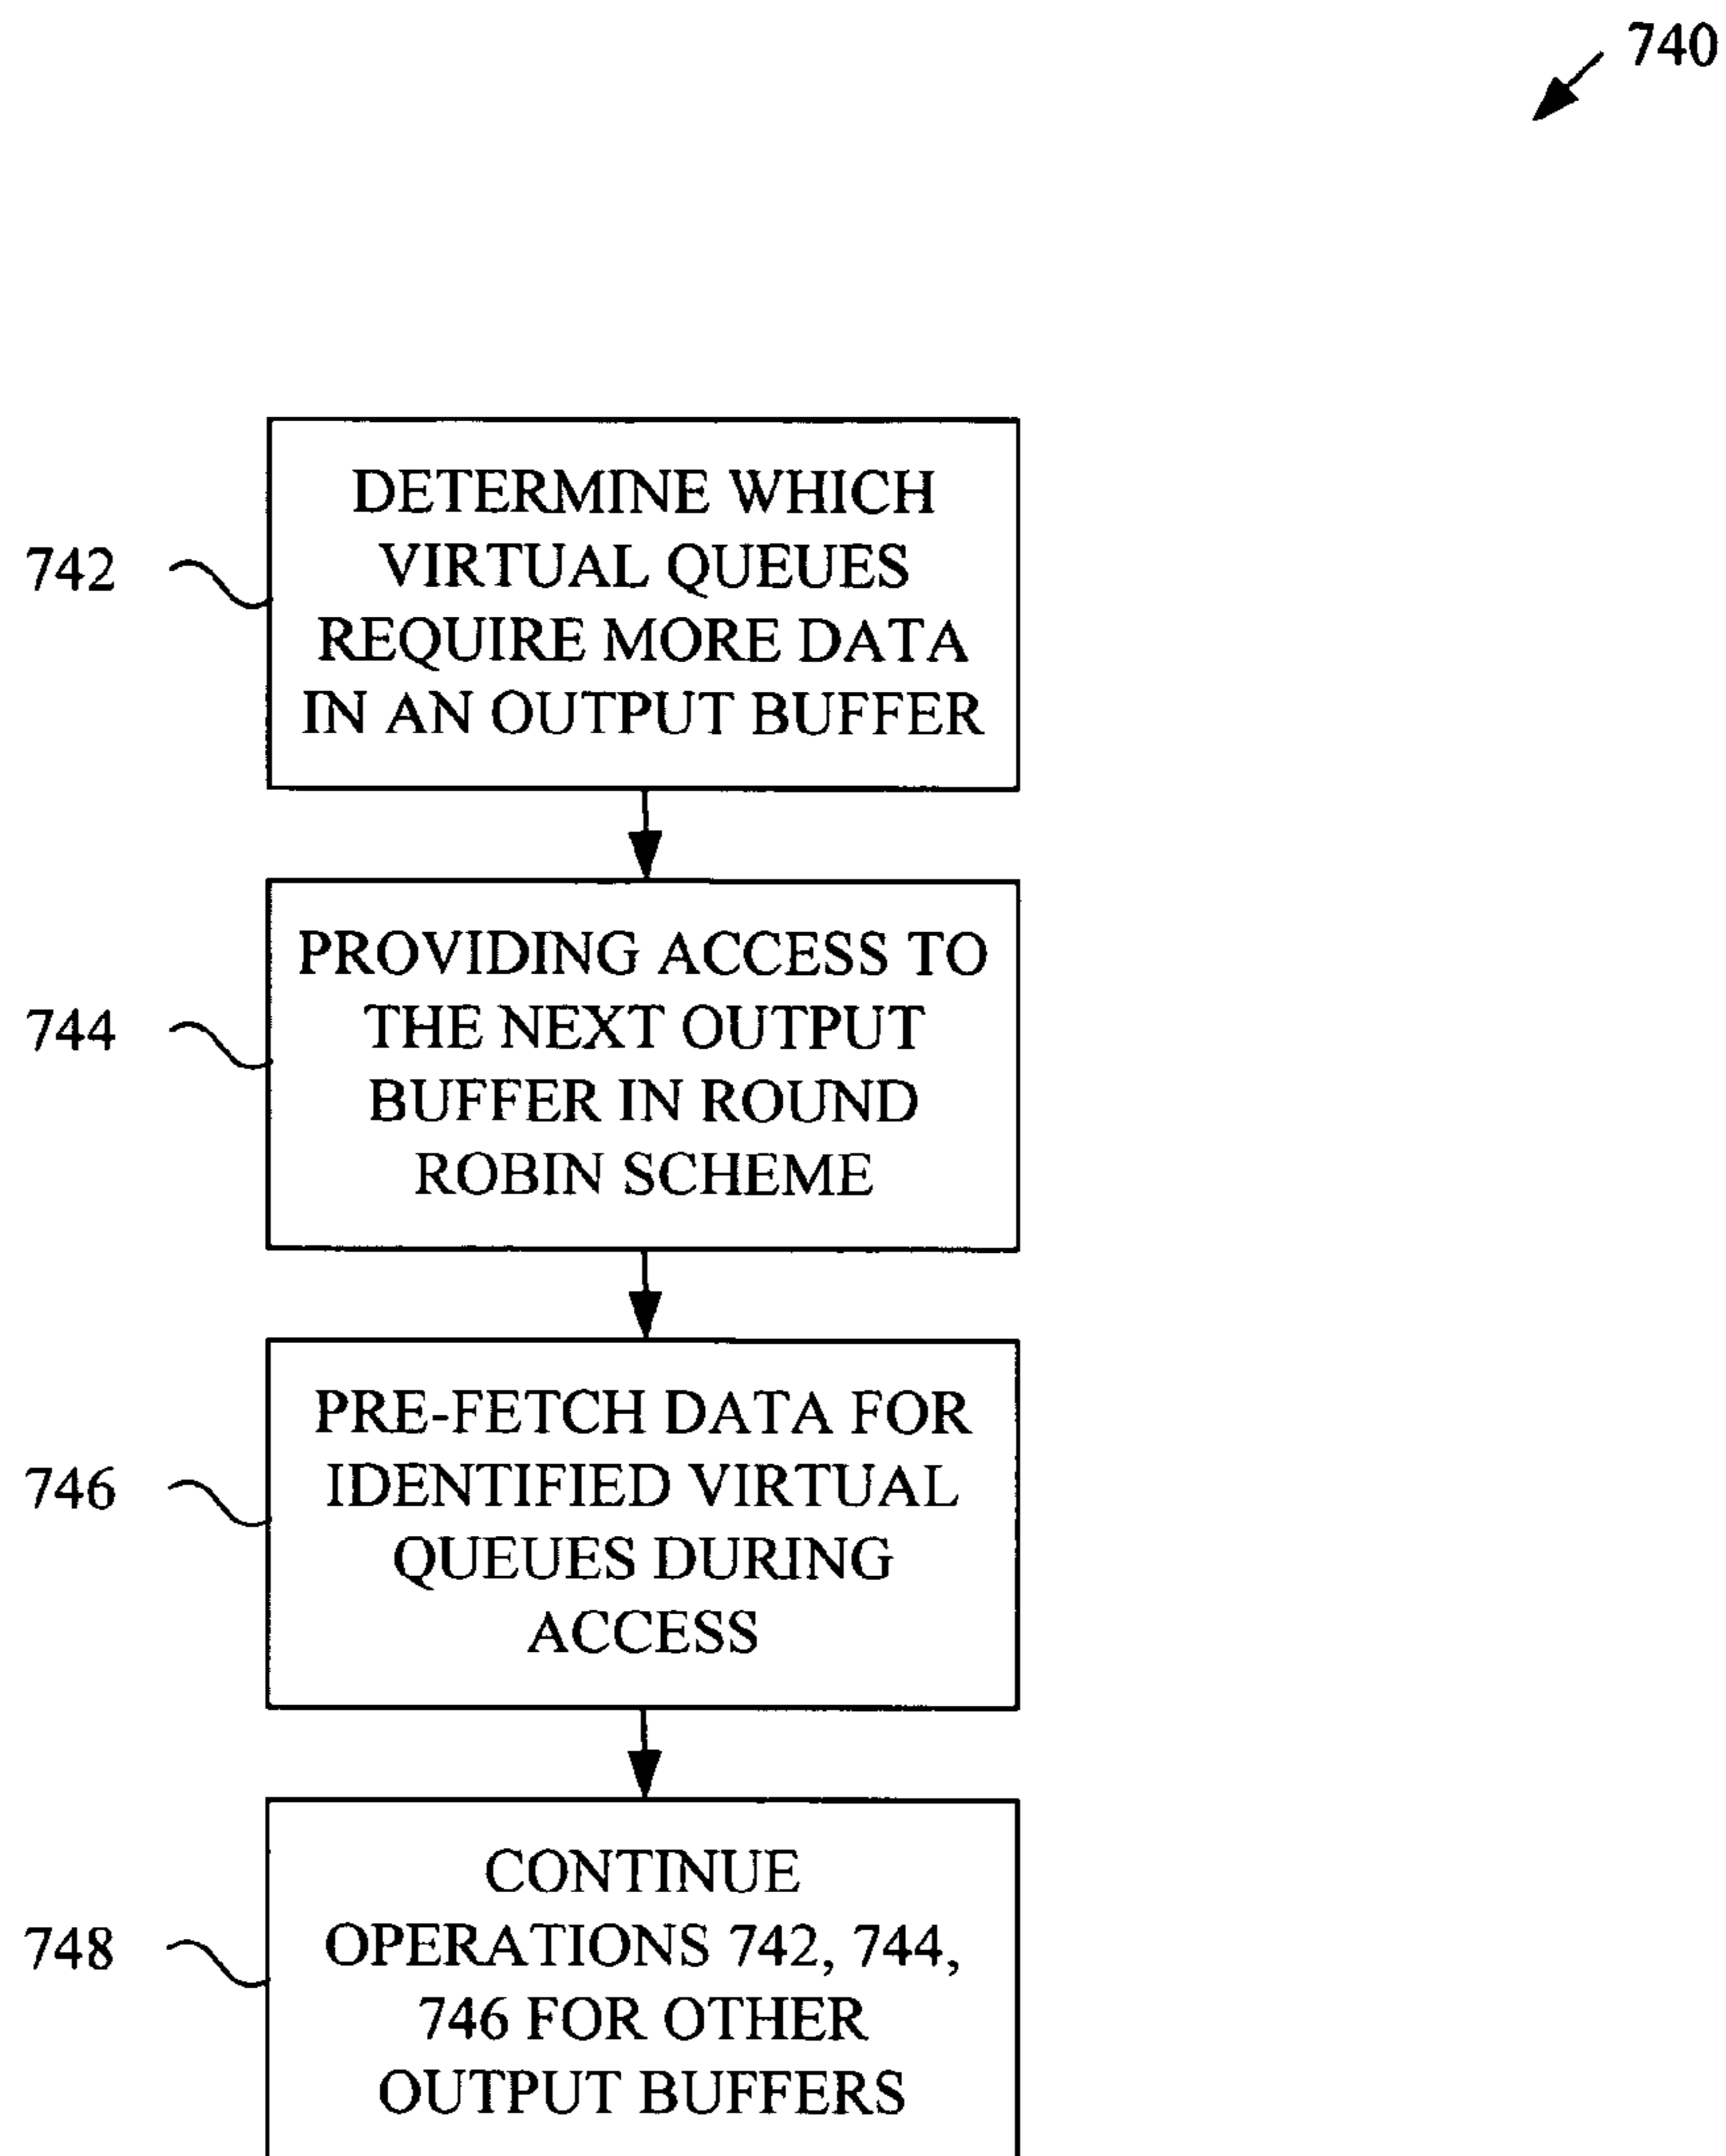 740
742
DETERMINE WHICH
VIRTUAL QUEUES
REQUIRE MORE DATA
IN AN OUTPUT BUFFER
744
PROVIDING ACCESS TO
THE NEXT OUTPUT
BUFFER IN ROUND
ROBIN SCHEME
746
PRE-FETCH DATA FOR
IDENTIFIED VIRTUAL
QUEUES DURING
ACCESS
748
CONTINUE
OPERATIONS 742, 744,
746 FOR OTHER
OUTPUT BUFFERS